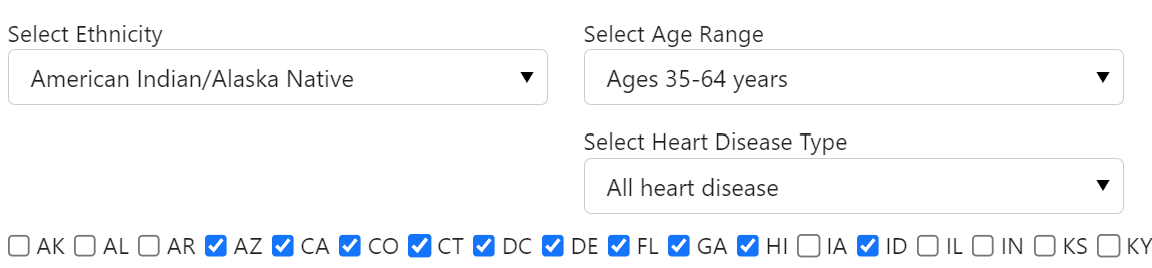 Select Ethnicity
Select Age Range
American Indian/Alaska Native
Ages 35-64 years
Select Heart Disease Type
All heart disease
AK AL AR AZ CA CO CT DC DE FL GA HI IA ID IL IN KS KY